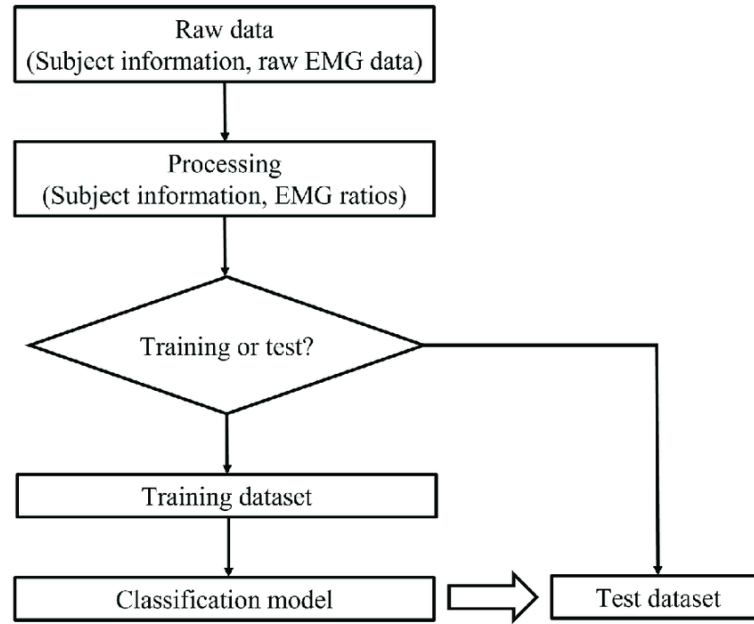 Raw data
(Subject information, raw EMG data)
Processing
(Subject information, EMG ratios)
Training or test?
Training dataset
Classification model
Test dataset